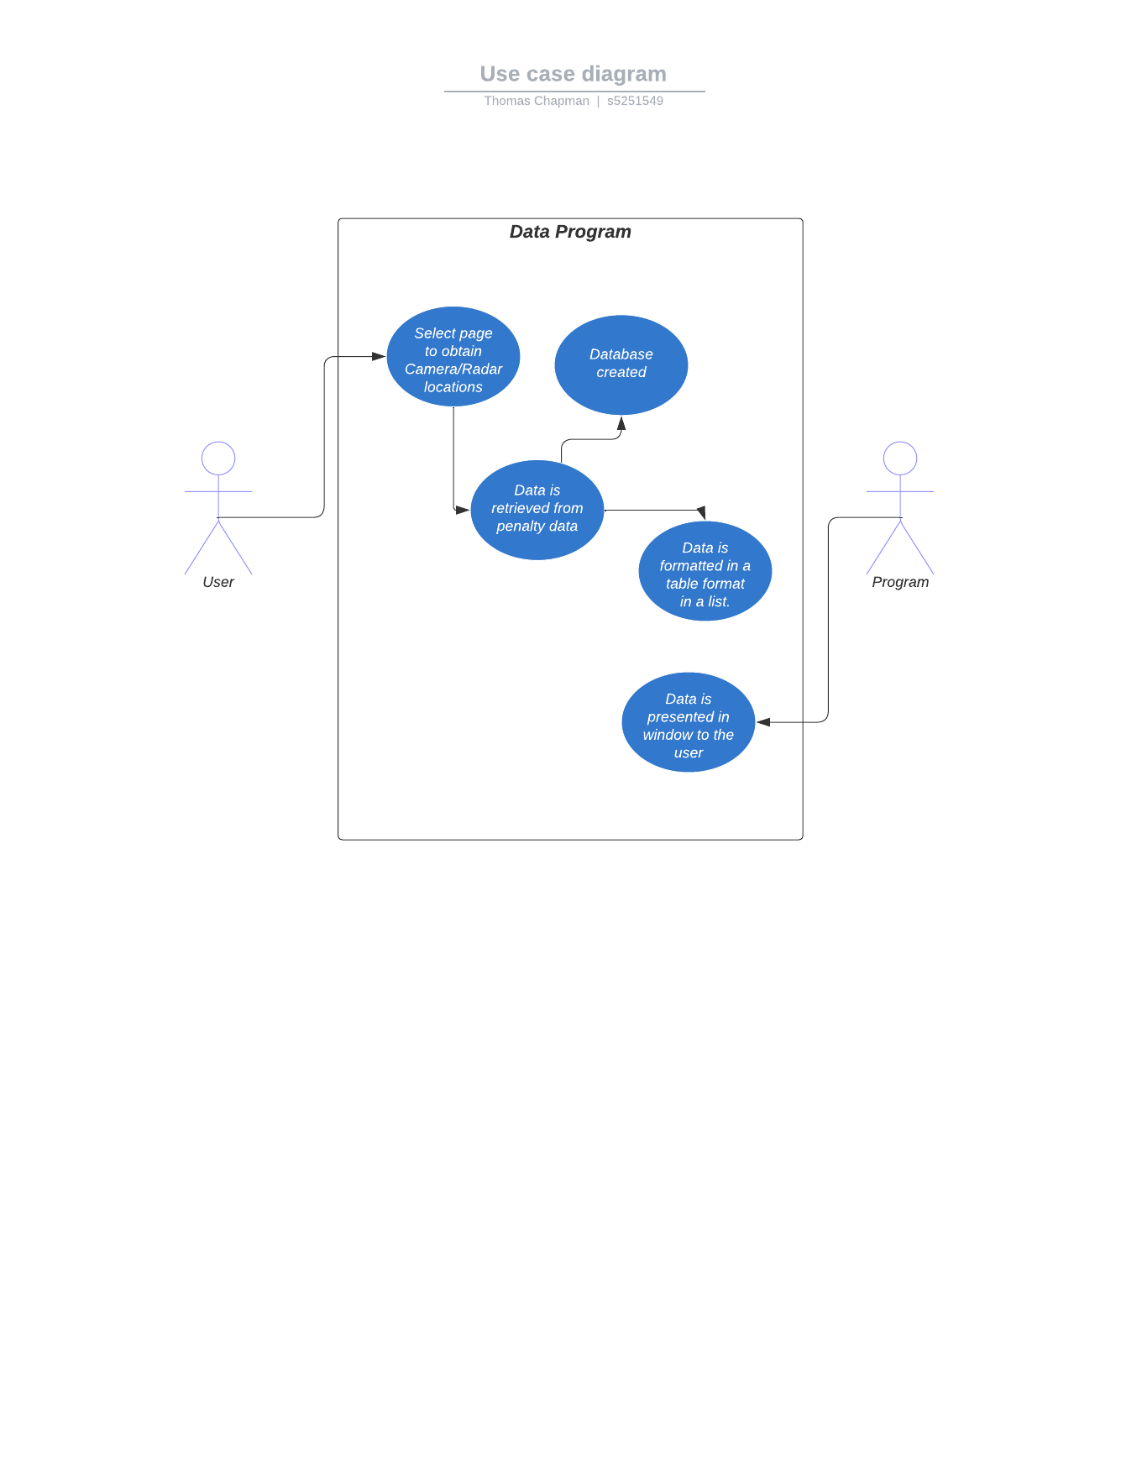 Use case diagram
Thomas Chapman | s5251549
Data Program
Select page
to obtain
Camera/Radar
locations
Database
created
Data is
retrieved from
penalty data
Data is
formatted in a
table format
in a list.
User
Program
Data is
presented in
window to the
user